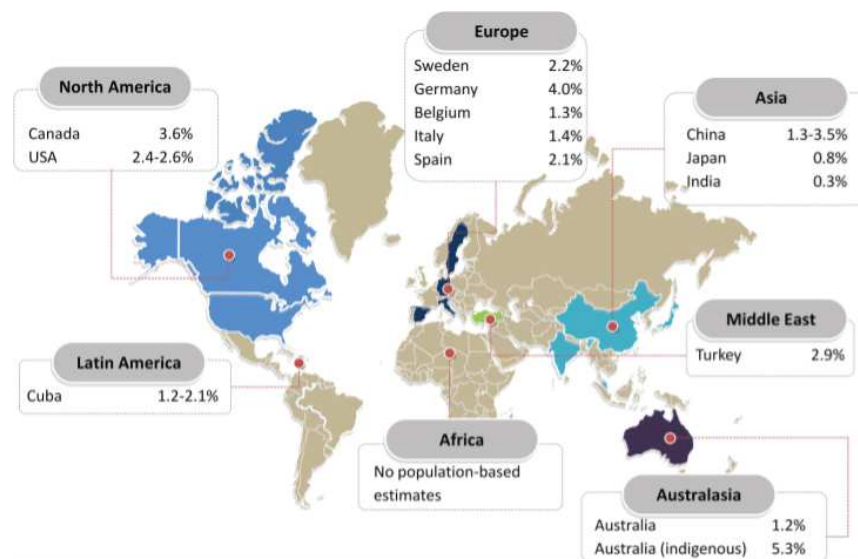 Europe
Sweden 2.2%
Germany 4.0%
Belgium 1.3%
Italy 1.4%
Spain 2.1%
North America
Canada 3.6%
USA 2.4-2.6%
Asia
China 1.3-3.5%
Japan 0.8%
India 0.3%
Middle East
Turkey 2.9%
Latin America
Cuba 1.2-2.1%
Africa
No population-based
estimates
Australasia
Australia 1.2%
Australia (indigenous) 5.3%